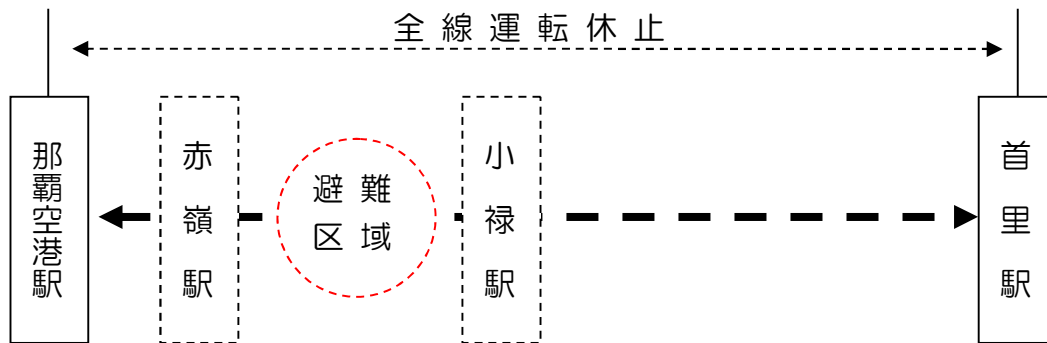 全線運転休止
那覇空港駅
赤嶺駅
避難
区域
小禄駅
首里駅